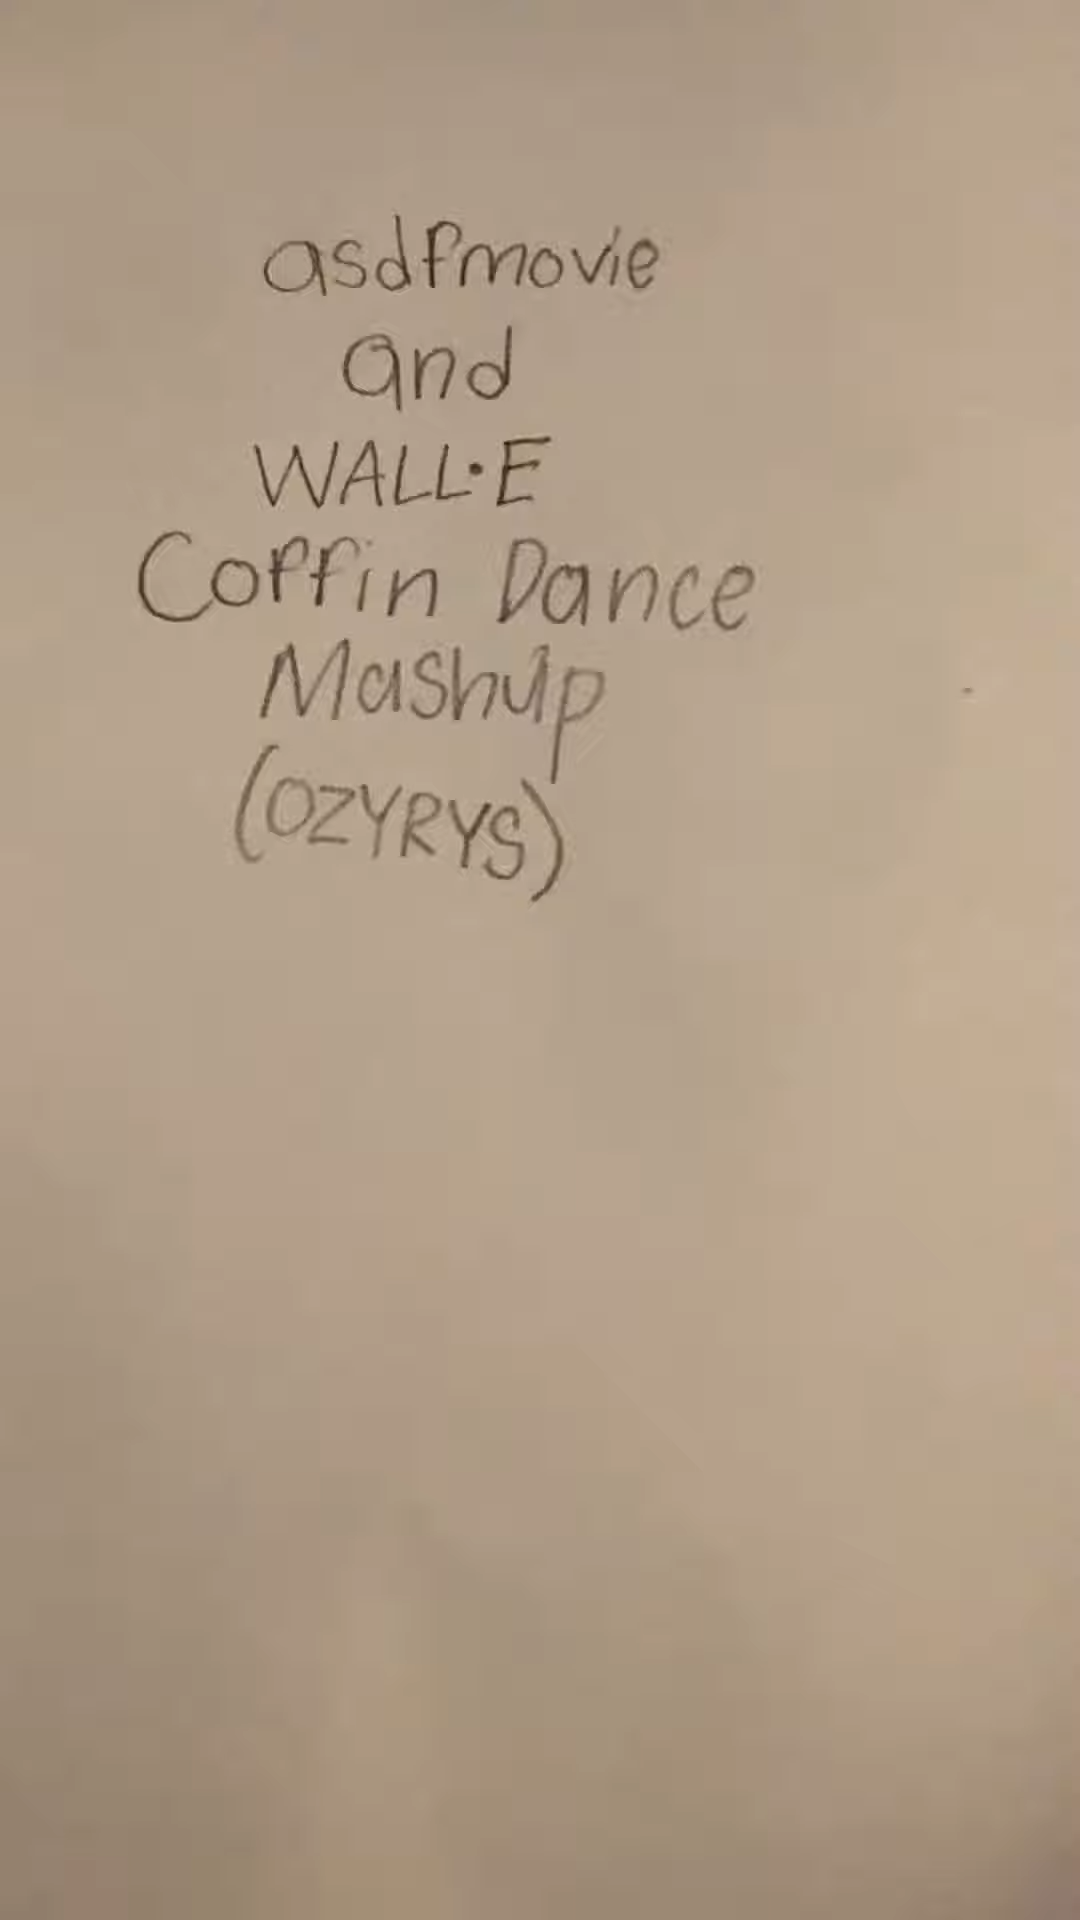 asdfmovie
and
WALL•E
Coffin Dance
Mashup
(OZYRYS)